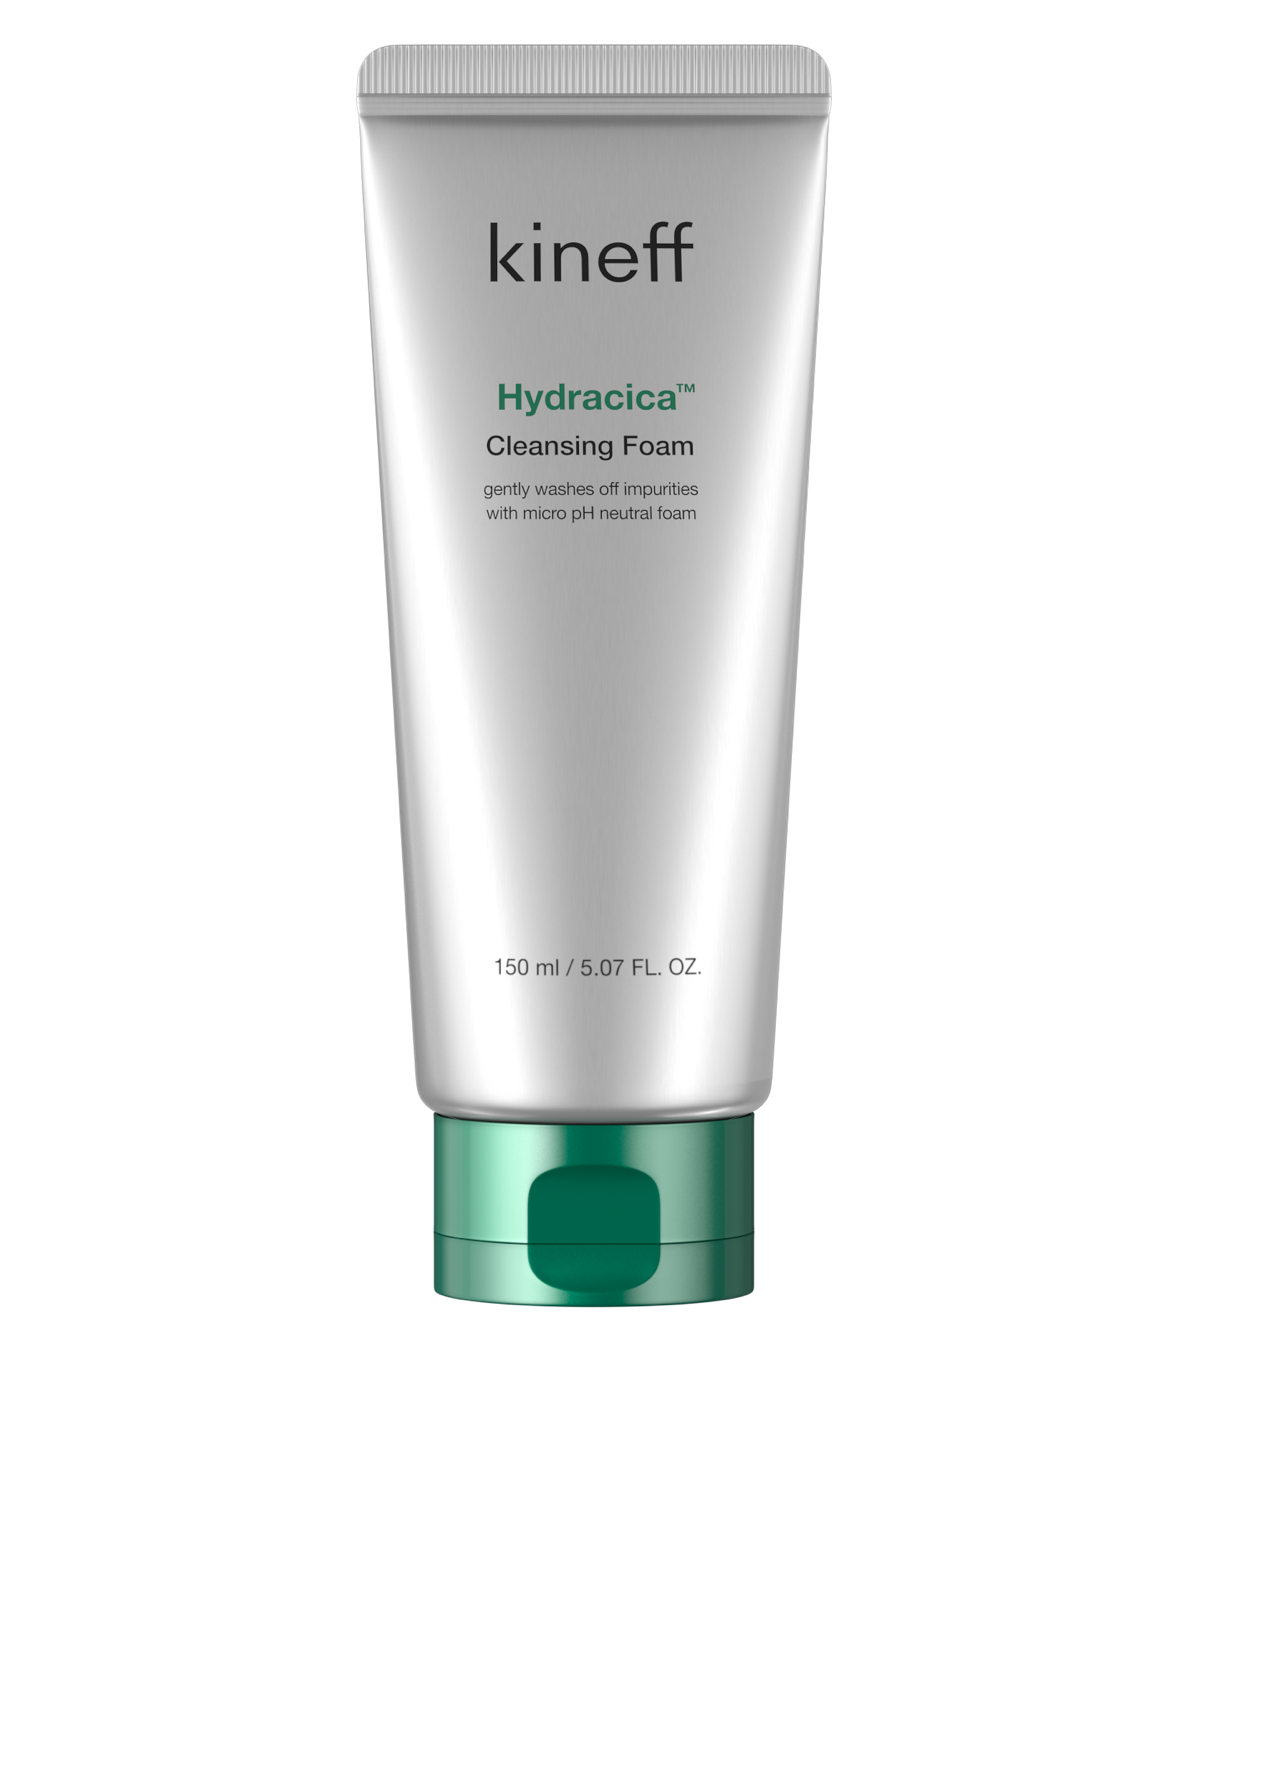 kineff
Hydracica™
Cleansing Foam
gently washes off impurities
with micro pH neutral foam
150 ml / 5.07 FL. OZ.